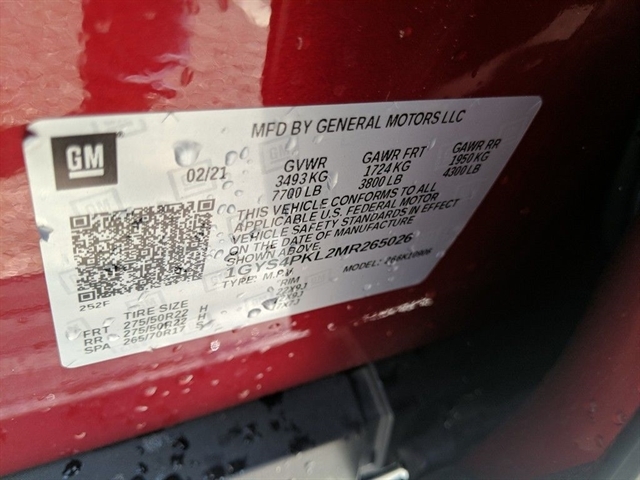 GM
MFD BY GENERAL MOTORS LLC
02/21
GVWR
3493 KG
7700 LB
GAWR FRT
1724 KG
3800 LB
GAWR RR
1950 KG
4300 LB
THIS VEHICLE CONFORMS TO ALL
APPLICABLE U.S. FEDERAL MOTOR
VEHICLE SAFETY STANDARDS IN EFFECT
ON THE DATE OF MANUFACTURE
SHOWN ABOVE.
1GYS4PKL2MR265026
TYPE: M.P.V
MODEL:
252F
TIRE SIZE
FRT 275/50R22 H
RR 275/50R22 H
SPA 265/70R17 S